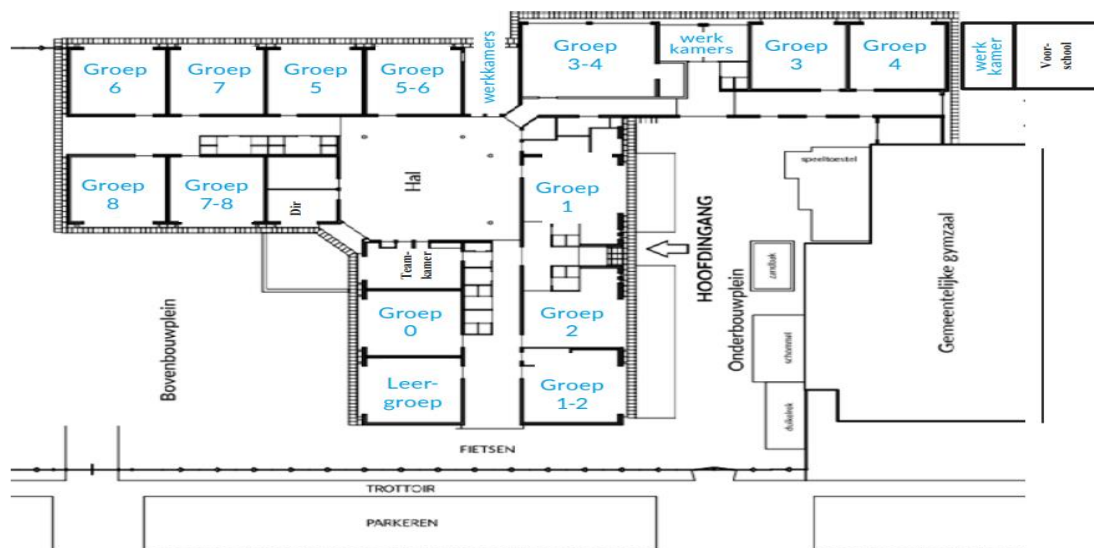 Groep
6
Groep
7
Groep
5
Groep
5-6
werkkamers
Groep
3-4
werk
kamers
Groep
3
Groep
4
werk
kamer
Voor-
school
Groep
8
Groep
7-8
Dir
Hal
Groep
1
speeltoestel
Team-
kamer
HOOFDINGANG
zandbak
Gemeentelijke gymzaal
Bovenbouwplein
Groep
0
Groep
2
Onderbouwplein
schommel
Leer-
groep
Groep
1-2
duikelrek
FIETSEN
TROTTOIR
PARKEREN